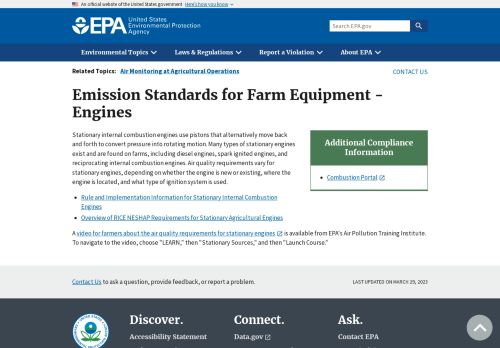 An official website of the United States government Here's how you know
EPA United States
Environmental Protection
Agency
Search EPA.gov
Environmental Topics Laws & Regulations Report a Violation About EPA
Related Topics: Air Monitoring at Agricultural Operations
CONTACT US
Emission Standards for Farm Equipment -
Engines
Stationary internal combustion engines use pistons that alternatively move back
and forth to convert pressure into rotating motion. Many types of stationary engines
exist and are found on farms, including diesel engines, spark ignited engines, and
reciprocating internal combustion engines. Air quality requirements vary for
stationary engines, depending on whether the engine is new or existing, where the
engine is located, and what type of ignition system is used.
Rule and Implementation Information for Stationary Internal Combustion
Engines
Overview of RICE NESHAP Requirements for Stationary Agricultural Engines
A video for farmers about the air quality requirements for stationary engines is available from EPA's Air Pollution Training Institute.
To navigate to the video, choose "LEARN," then "Stationary Sources," and then "Launch Course."
Additional Compliance
Information
Combustion Portal
Contact Us to ask a question, provide feedback, or report a problem.
LAST UPDATED ON MARCH 29, 2023
Discover.
Accessibility Statement
Connect.
Data.gov
Ask.
Contact EPA